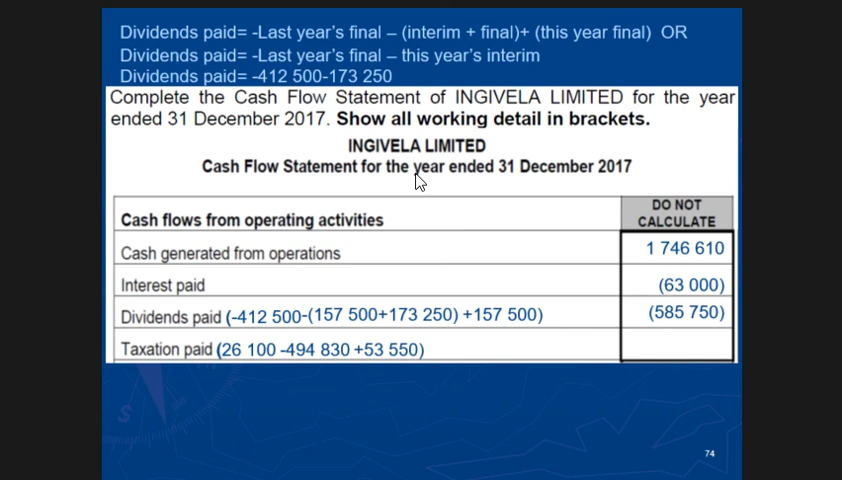 Dividends paid= -Last year's final – (interim + final)+ (this year final)  OR
Dividends paid= -Last year's final – this year's interim
Dividends paid= -412 500-173 250
Complete the Cash Flow Statement of INGIVELA LIMITED for the year
ended 31 December 2017. Show all working detail in brackets.
INGIVELA LIMITED
Cash Flow Statement for the year ended 31 December 2017
Cash flows from operating activities
DO NOT
CALCULATE
Cash generated from operations 1 746 610
Interest paid (63 000)
Dividends paid (-412 500-(157 500+173 250) +157 500) (585 750)
Taxation paid (26 100 -494 830 +53 550)
S
74